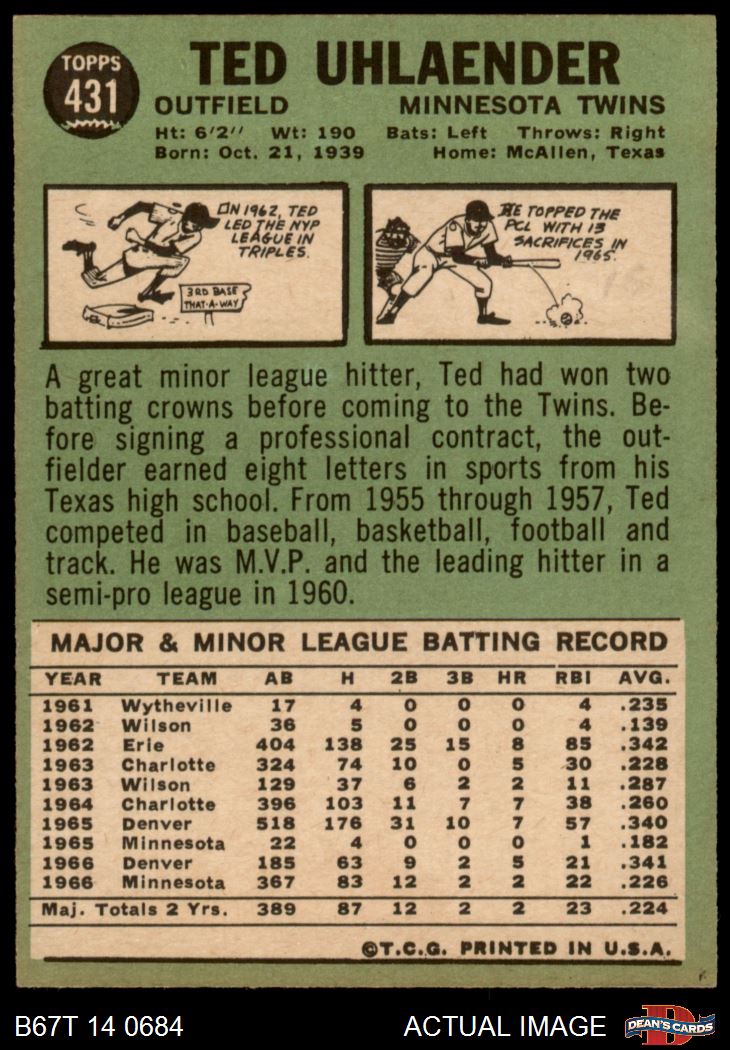 TOPPS
431
TED UHLAENDER
OUTFIELD MINNESOTA TWINS
Ht: 6'2" Wt: 190 Bats: Left Throws: Right
Born: Oct. 21, 1939 Home: McAllen, Texas
IN 1962, TED
LED THE NYP
LEAGUE IN
TRIPLES.
3RD BASE
THAT-A-WAY
HE TOPPED THE
PCL WITH 13
SACRIFICES IN
1965.
A great minor league hitter, Ted had won two
batting crowns before coming to the Twins. Be-
fore signing a professional contract, the out-
fielder earned eight letters in sports from his
Texas high school. From 1955 through 1957, Ted
competed in baseball, basketball, football and
track. He was M.V.P. and the leading hitter in a
semi-pro league in 1960.
MAJOR & MINOR LEAGUE BATTING RECORD
YEAR TEAM AB H 2B 3B HR RBI AVG.
1961 Wytheville 17 4 0 0 0 4 .235
1962 Wilson 36 5 0 0 0 4 .139
1962 Erie 404 138 25 15 8 85 .342
1963 Charlotte 324 74 10 0 5 30 .228
1963 Wilson 129 37 6 2 2 11 .287
1964 Charlotte 396 103 11 7 7 38 .260
1965 Denver 518 176 31 10 7 57 .340
1965 Minnesota 22 4 0 0 0 1 .182
1966 Denver 185 63 9 2 5 21 .341
1966 Minnesota 367 83 12 2 2 22 .226
Maj. Totals 2 Yrs. 389 87 12 2 2 23 .224
©T.C.G. PRINTED IN U.S.A.
B67T 14 0684 ACTUAL IMAGE
D
DEAN'S CARDS